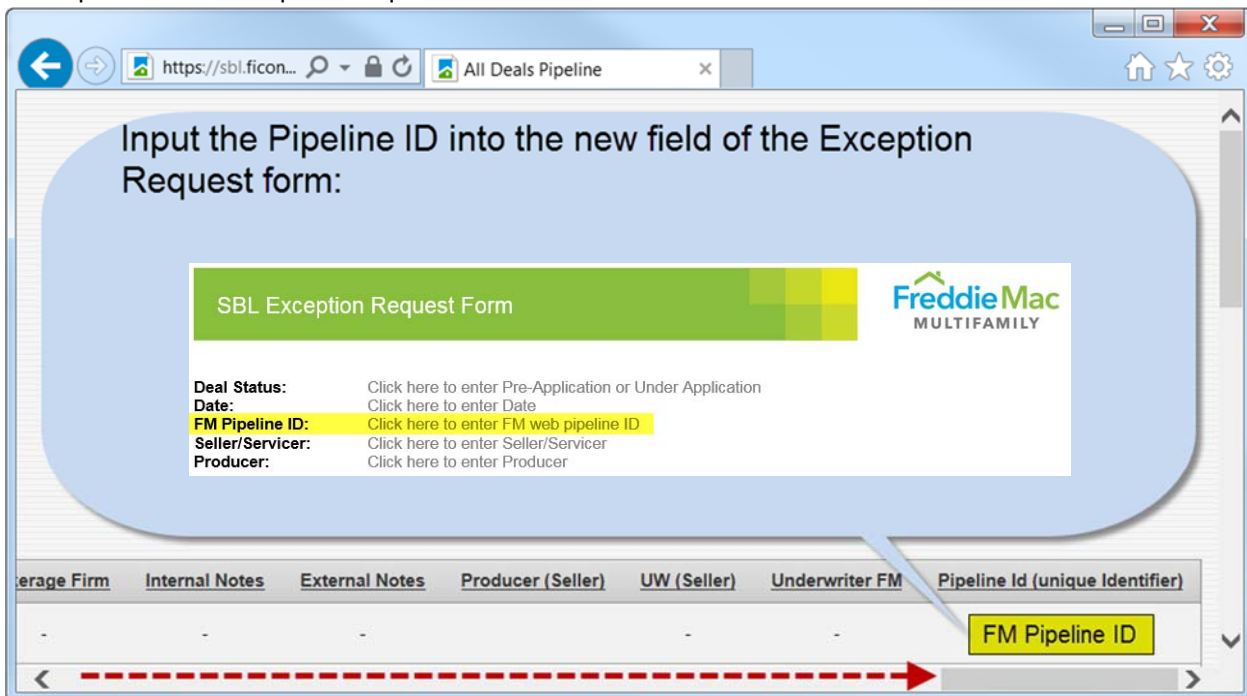 https://sbl.ficon...
All Deals Pipeline
Input the Pipeline ID into the new field of the Exception
Request form:
SBL Exception Request Form
Freddie Mac
MULTIFAMILY
Deal Status: Click here to enter Pre-Application or Under Application
Date: Click here to enter Date
FM Pipeline ID: Click here to enter FM web pipeline ID
Seller/Servicer: Click here to enter Seller/Servicer
Producer: Click here to enter Producer
erage Firm Internal Notes External Notes Producer (Seller) UW (Seller) Underwriter FM Pipeline Id (unique Identifier)
- - - - - FM Pipeline ID